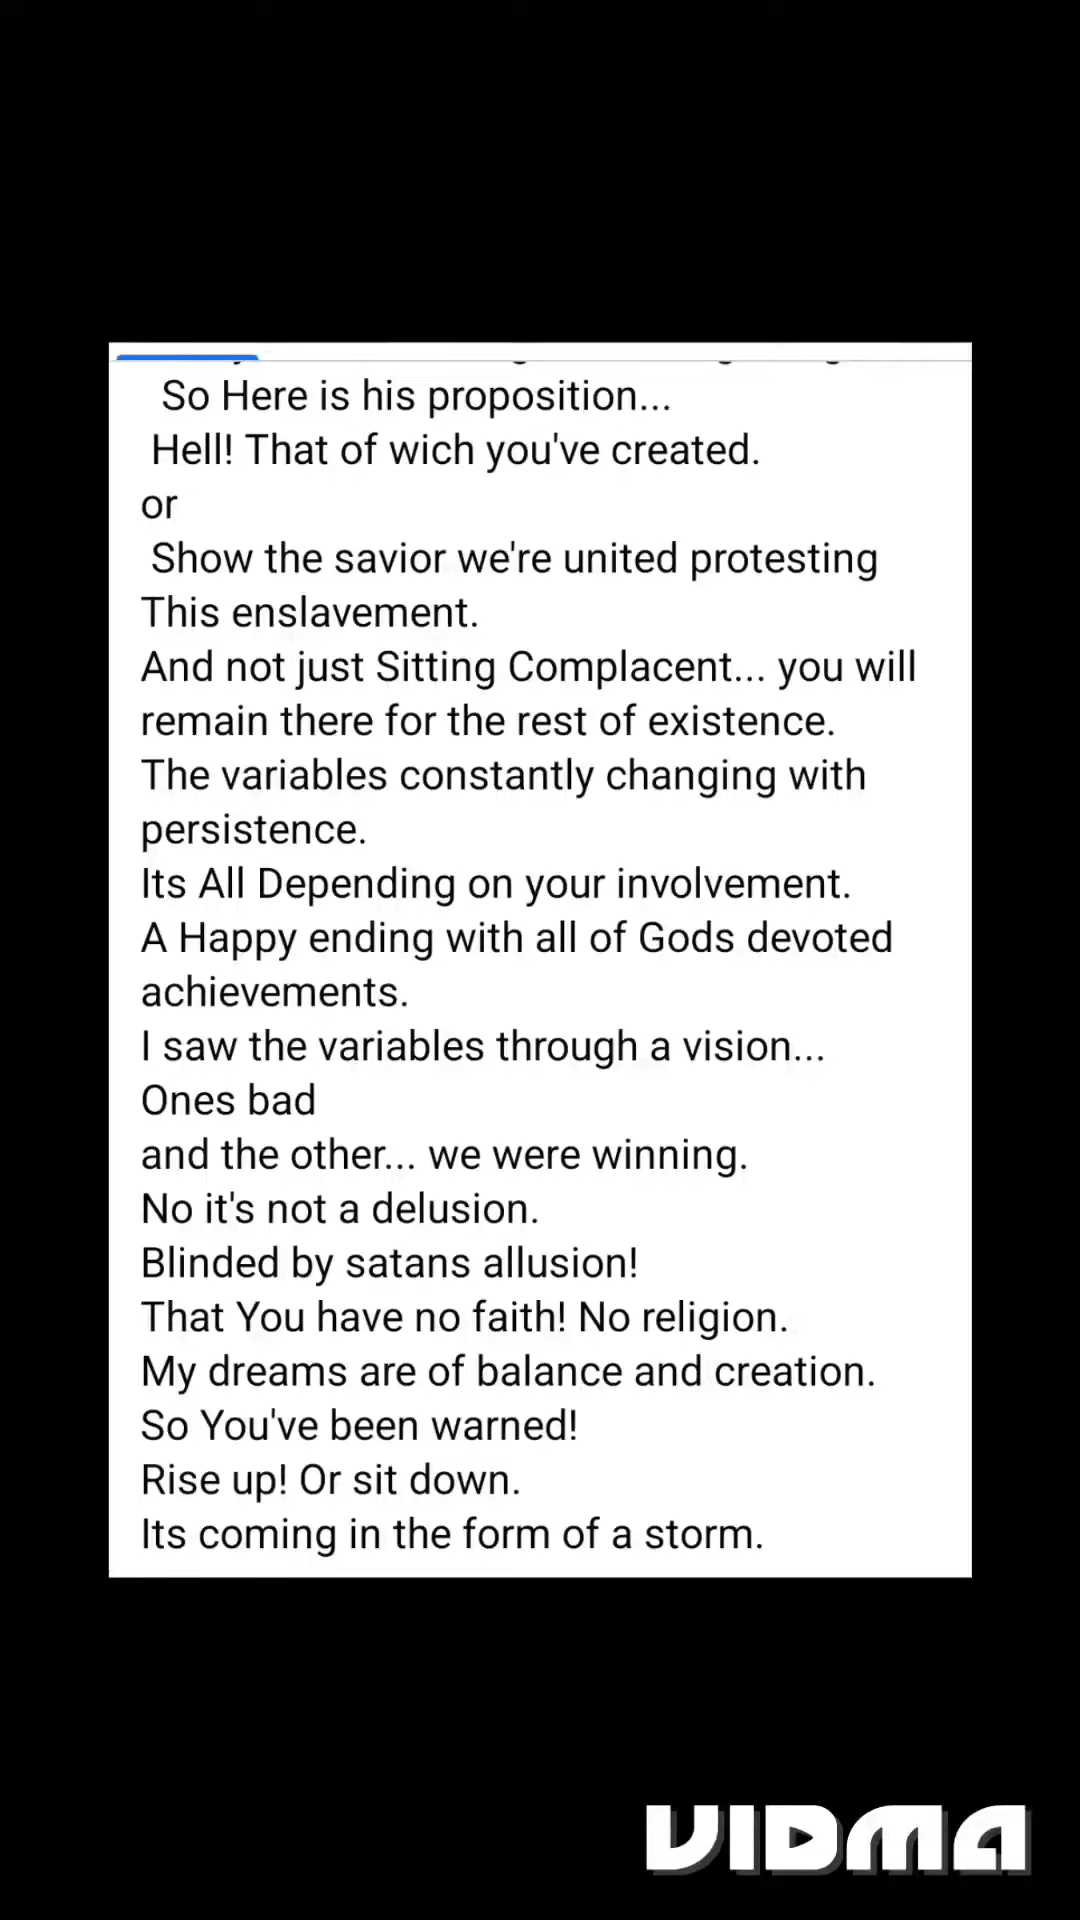 So Here is his proposition...
Hell! That of wich you've created.
or
Show the savior we're united protesting
This enslavement.
And not just Sitting Complacent... you will
remain there for the rest of existence.
The variables constantly changing with
persistence.
Its All Depending on your involvement.
A Happy ending with all of Gods devoted
achievements.
I saw the variables through a vision...
Ones bad
and the other... we were winning.
No it's not a delusion.
Blinded by satans allusion!
That You have no faith! No religion.
My dreams are of balance and creation.
So You've been warned!
Rise up! Or sit down.
Its coming in the form of a storm.
VIDMA